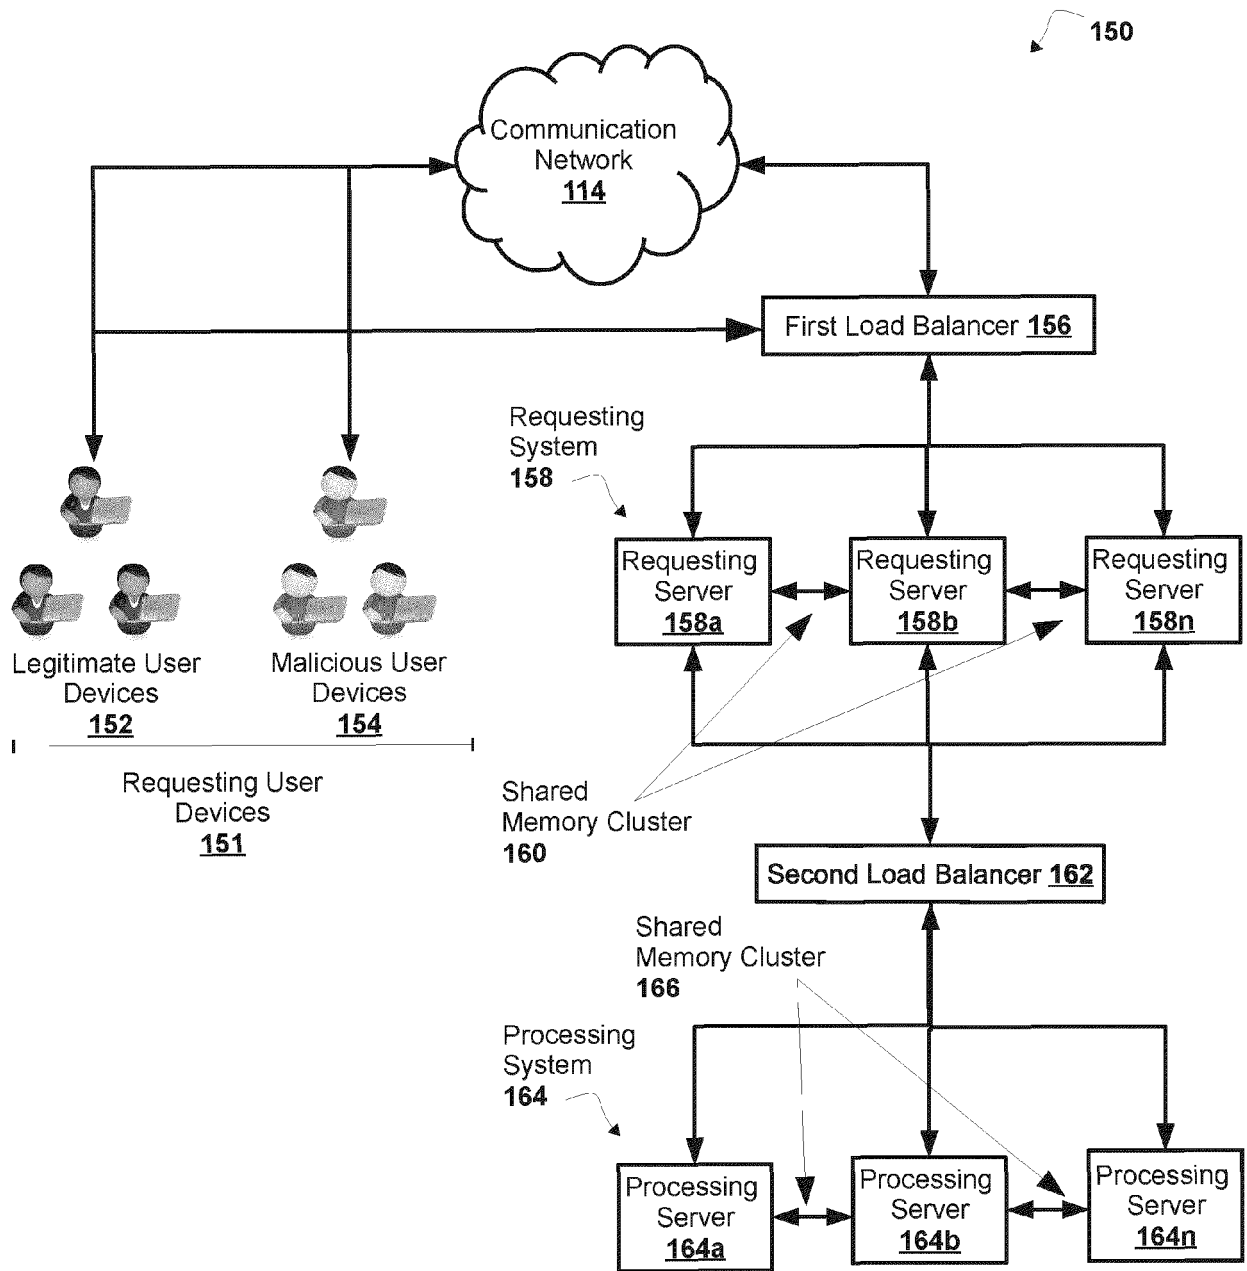 150
Communication
Network
114
First Load Balancer 156
Requesting
System
158
Requesting
Server
158a
Requesting
Server
158b
Requesting
Server
158n
Legitimate User
Devices
152
Malicious User
Devices
154
Requesting User
Devices
151
Shared
Memory Cluster
160
Second Load Balancer 162
Shared
Memory Cluster
166
Processing
System
164
Processing
Server
164a
Processing
Server
164b
Processing
Server
164n